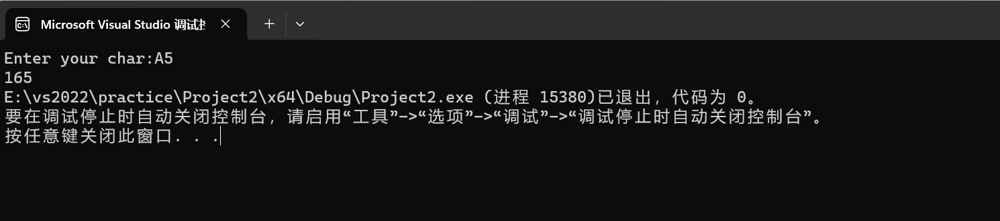 Microsoft Visual Studio 调试
Enter your char:A5
165
E:\vs2022\practice\Project2\x64\Debug\Project2.exe (进程 15380)已退出，代码为 0。
要在调试停止时自动关闭控制台，请启用“工具”->“选项”->“调试”->“调试停止时自动关闭控制台”。
按任意键关闭此窗口. . .